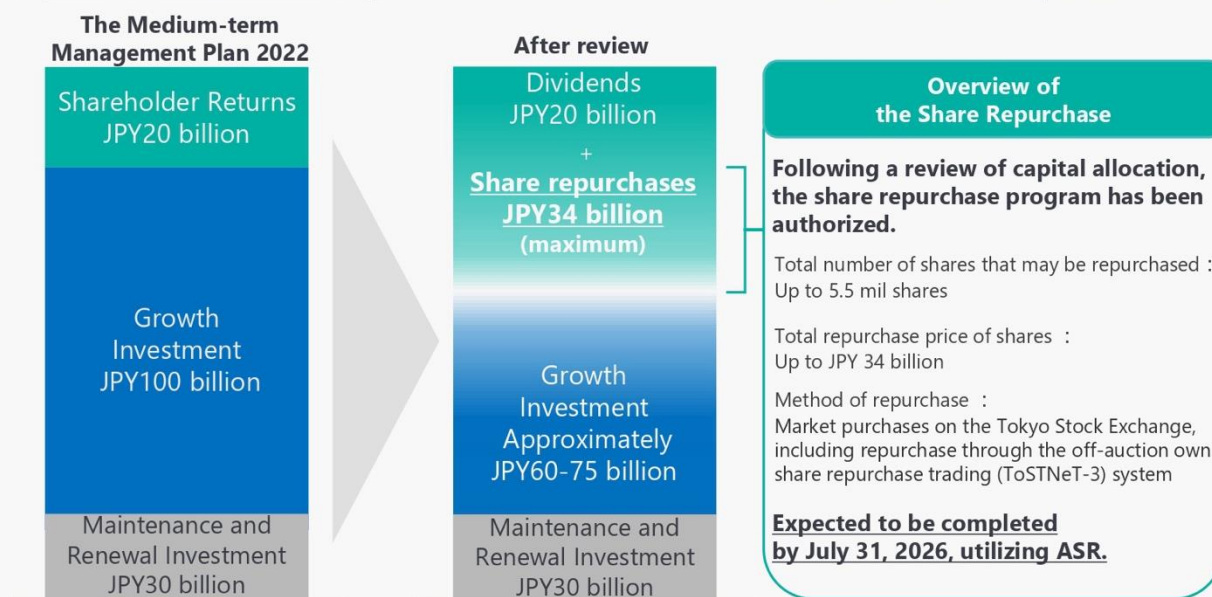 The Medium-term
Management Plan 2022
Shareholder Returns
JPY20 billion
Growth
Investment
JPY100 billion
Maintenance and
Renewal Investment
JPY30 billion
After review
Dividends
JPY20 billion
+
Share repurchases
JPY34 billion
(maximum)
Growth
Investment
Approximately
JPY60-75 billion
Maintenance and
Renewal Investment
JPY30 billion
Overview of
the Share Repurchase
Following a review of capital allocation,
the share repurchase program has been
authorized.
Total number of shares that may be repurchased：
Up to 5.5 mil shares
Total repurchase price of shares ：
Up to JPY 34 billion
Method of repurchase ：
Market purchases on the Tokyo Stock Exchange,
including repurchase through the off-auction own
share repurchase trading (ToSTNeT-3) system
Expected to be completed
by July 31, 2026, utilizing ASR.